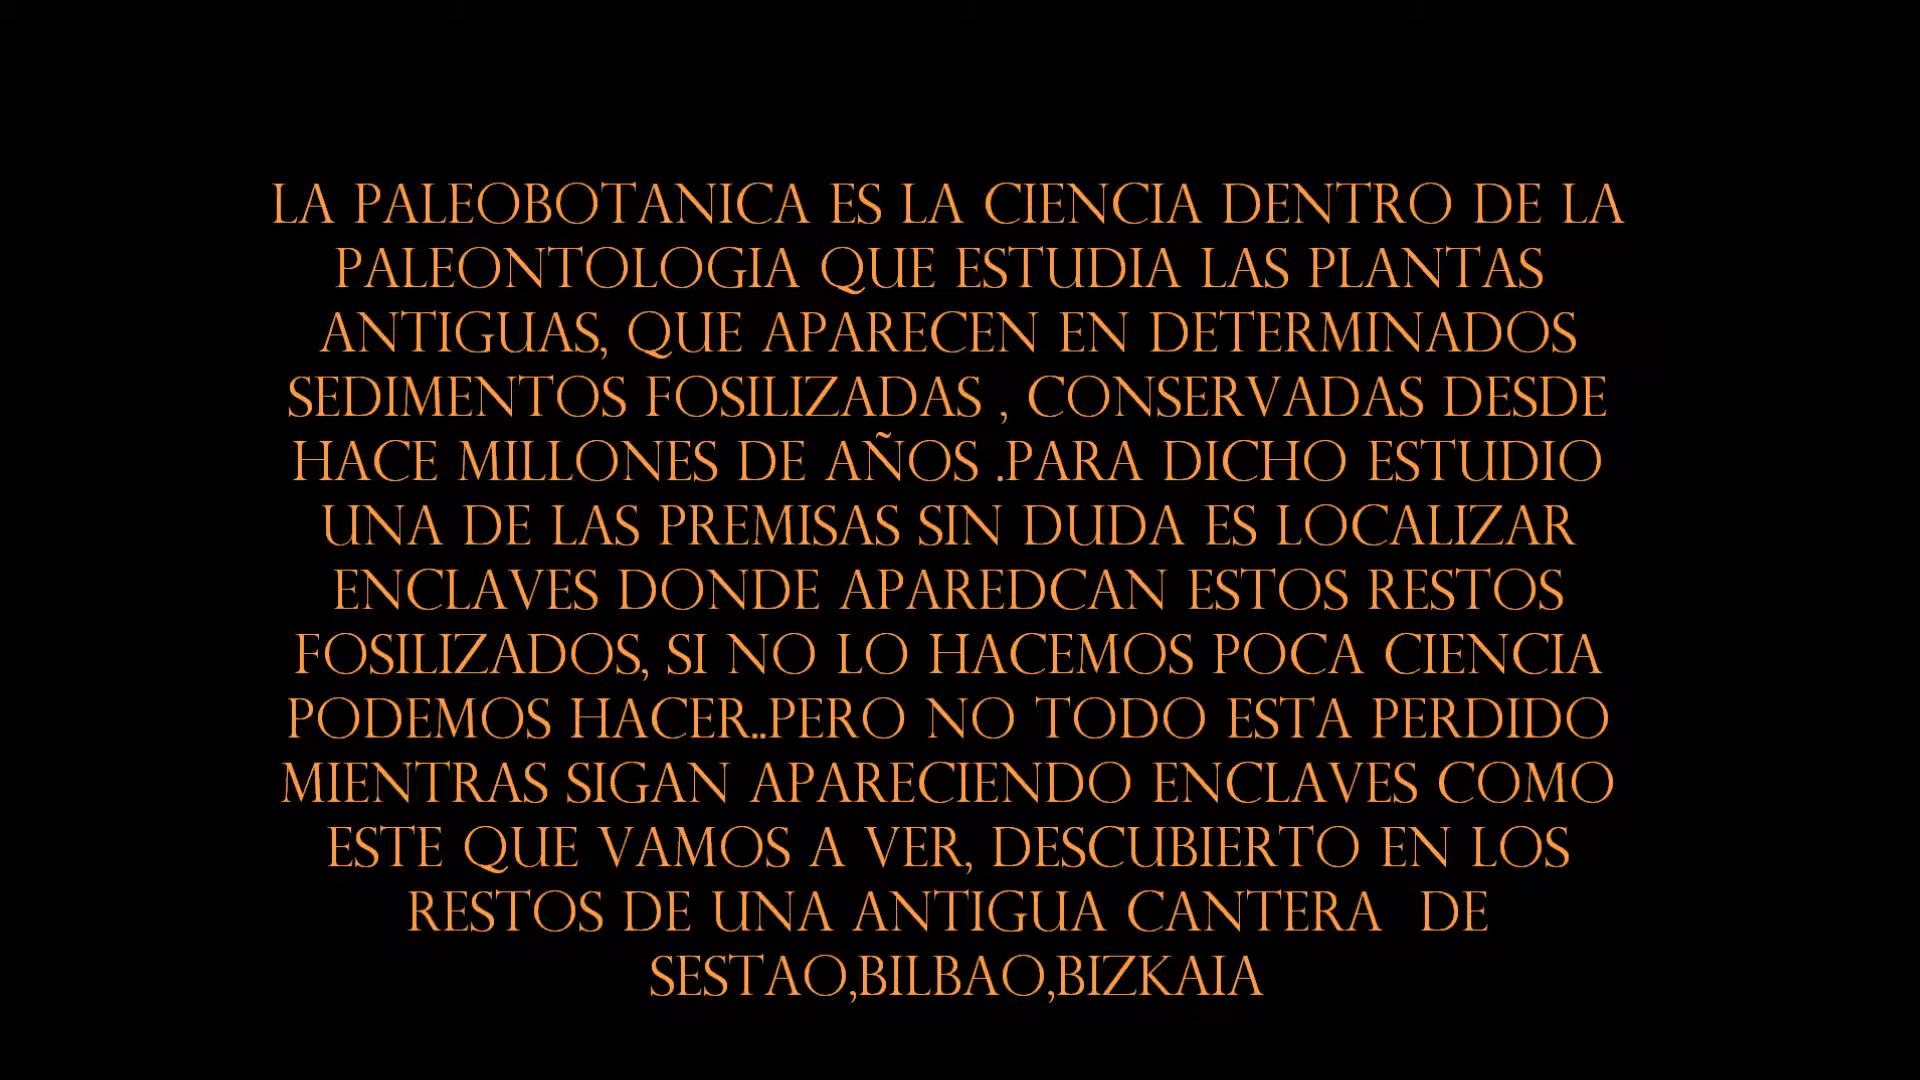 LA PALEOBOTANICA ES LA CIENCIA DENTRO DE LA
PALEONTOLOGIA QUE ESTUDIA LAS PLANTAS
ANTIGUAS, QUE APARECEN EN DETERMINADOS
SEDIMENTOS FOSILIZADAS , CONSERVADAS DESDE
HACE MILLONES DE AÑOS .PARA DICHO ESTUDIO
UNA DE LAS PREMISAS SIN DUDA ES LOCALIZAR
ENCLAVES DONDE APAREDCAN ESTOS RESTOS
FOSILIZADOS, SI NO LO HACEMOS POCA CIENCIA
PODEMOS HACER..PERO NO TODO ESTA PERDIDO
MIENTRAS SIGAN APARECIENDO ENCLAVES COMO
ESTE QUE VAMOS A VER, DESCUBIERTO EN LOS
RESTOS DE UNA ANTIGUA CANTERA  DE
SESTAO,BILBAO,BIZKAIA